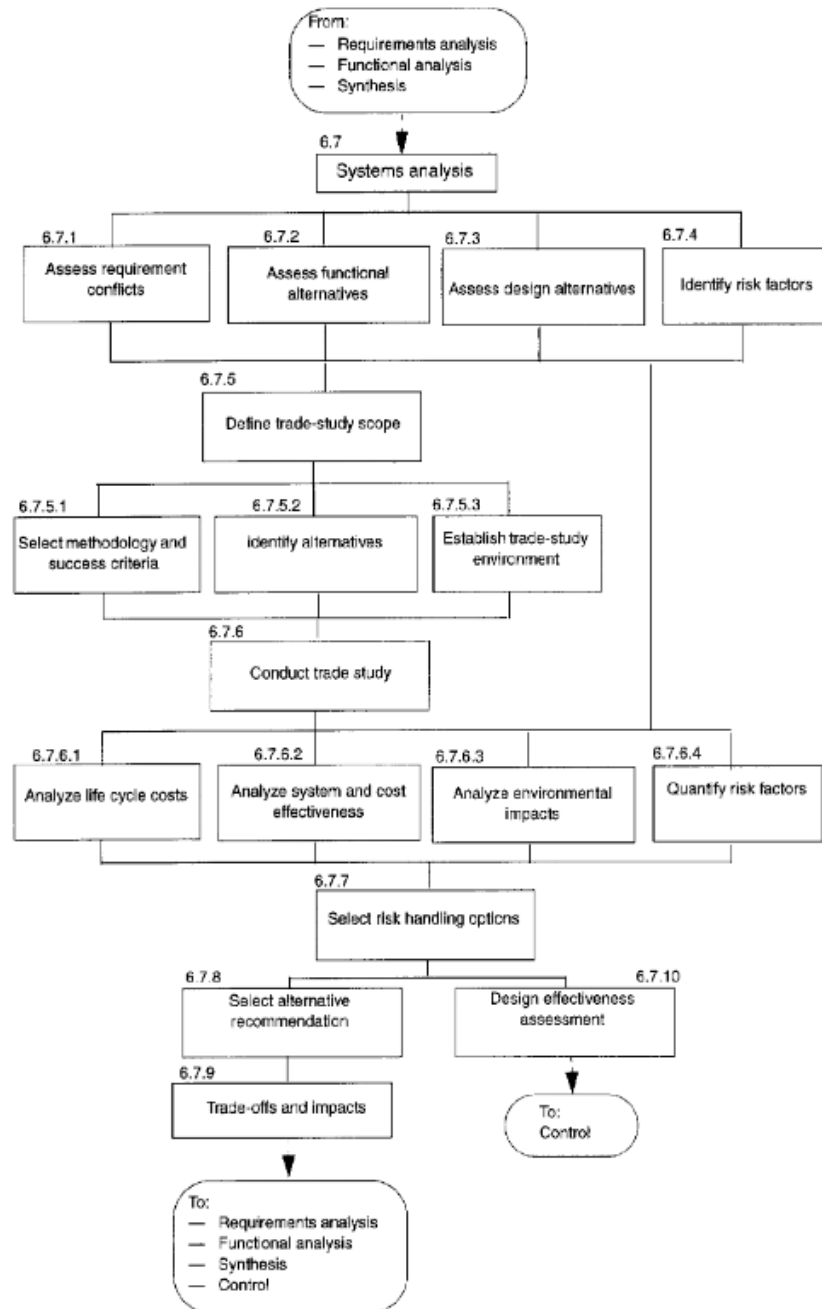 From:
— Requirements analysis
— Functional analysis
— Synthesis
6.7
Systems analysis
6.7.1
Assess requirement
conflicts
6.7.2
Assess functional
alternatives
6.7.3
Assess design alternatives
6.7.4
Identify risk factors
6.7.5
Define trade-study scope
6.7.5.1
Select methodology and
success criteria
6.7.5.2
Identify alternatives
6.7.5.3
Establish trade-study
environment
6.7.6
Conduct trade study
6.7.6.1
Analyze life cycle costs
6.7.6.2
Analyze system and cost
effectiveness
6.7.6.3
Analyze environmental
impacts
6.7.6.4
Quantify risk factors
6.7.7
Select risk handling options
6.7.8
Select alternative
recommendation
6.7.10
Design effectiveness
assessment
6.7.9
Trade-offs and impacts
To:
Control
To:
— Requirements analysis
— Functional analysis
— Synthesis
— Control